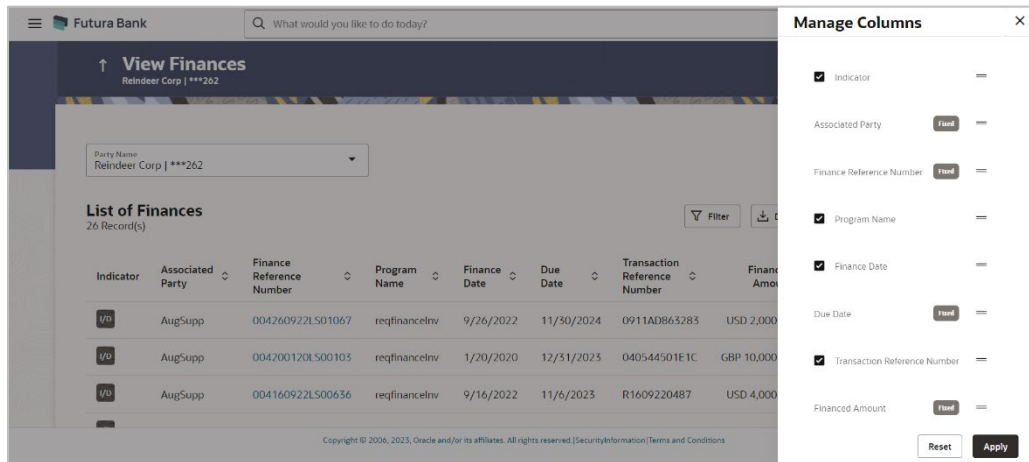 Futura Bank
What would you like to do today?
View Finances
Reindeer Corp | ***262
Party Name
Reindeer Corp | ***262
List of Finances
26 Record(s)
Filter
Indicator
Associated Party
Finance Reference Number
Program Name
Finance Date
Due Date
Transaction Reference Number
I/D AugSupp 004260922LS01067 reqfinanceInv 9/26/2022 11/30/2024 0911AD863283 USD 2,000
I/D AugSupp 004200120LS00103 reqfinanceInv 1/20/2020 12/31/2023 040544501E1C GBP 10,000
I/D AugSupp 004160922LS00636 reqfinanceInv 9/16/2022 11/6/2023 R1609220487 USD 4,000
Copyright © 2006, 2023, Oracle and/or its affiliates. All rights reserved.|SecurityInformation|Terms and Conditions
Manage Columns
Indicator
Associated Party Fixed
Finance Reference Number Fixed
Program Name
Finance Date
Due Date Fixed
Transaction Reference Number
Financed Amount Fixed
Reset Apply